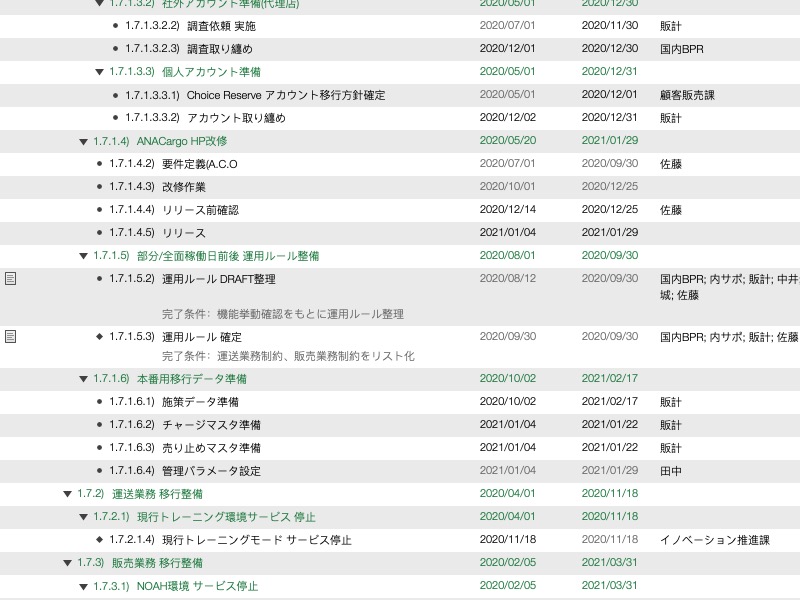 1.7.1.3.2) 社外アカウント準備(代理店) 2020/05/01 2020/12/30
1.7.1.3.2.2) 調査依頼 実施 2020/07/01 2020/11/30 販計
1.7.1.3.2.3) 調査取り纏め 2020/12/01 2020/12/30 国内BPR
1.7.1.3.3) 個人アカウント準備 2020/05/01 2020/12/31
1.7.1.3.3.1) Choice Reserve アカウント移行方針確定 2020/05/01 2020/12/01 顧客販売課
1.7.1.3.3.2) アカウント取り纏め 2020/12/02 2020/12/31 販計
1.7.1.4) ANACargo HP改修 2020/05/20 2021/01/29
1.7.1.4.2) 要件定義(A.C.O 2020/07/01 2020/09/30 佐藤
1.7.1.4.3) 改修作業 2020/10/01 2020/12/25
1.7.1.4.4) リリース前確認 2020/12/14 2020/12/25 佐藤
1.7.1.4.5) リリース 2021/01/04 2021/01/29
1.7.1.5) 部分/全面稼働日前後 運用ルール整備 2020/08/01 2020/09/30
1.7.1.5.2) 運用ルール DRAFT整理 2020/08/12 2020/09/30 国内BPR; 内サポ; 販計; 中井;
城; 佐藤
完了条件：機能挙動確認をもとに運用ルール整理
1.7.1.5.3) 運用ルール 確定 2020/09/30 2020/09/30 国内BPR; 内サポ; 販計; 佐藤
完了条件：運送業務制約、販売業務制約をリスト化
1.7.1.6) 本番用移行データ準備 2020/10/02 2021/02/17
1.7.1.6.1) 施策データ準備 2020/10/02 2021/02/17 販計
1.7.1.6.2) チャージマスタ準備 2021/01/04 2021/01/22 販計
1.7.1.6.3) 売り止めマスタ準備 2021/01/04 2021/01/22 販計
1.7.1.6.4) 管理パラメータ設定 2021/01/04 2021/01/29 田中
1.7.2) 運送業務 移行整備 2020/04/01 2020/11/18
1.7.2.1) 現行トレーニング環境サービス 停止 2020/04/01 2020/11/18
1.7.2.1.4) 現行トレーニングモード サービス停止 2020/11/18 2020/11/18 イノベーション推進課
1.7.3) 販売業務 移行整備 2020/02/05 2021/03/31
1.7.3.1) NOAH環境 サービス停止 2020/02/05 2021/03/31